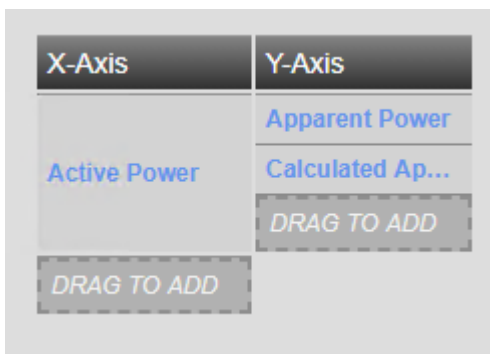 X-Axis
Y-Axis
Apparent Power
Active Power
Calculated Ap...
DRAG TO ADD
DRAG TO ADD